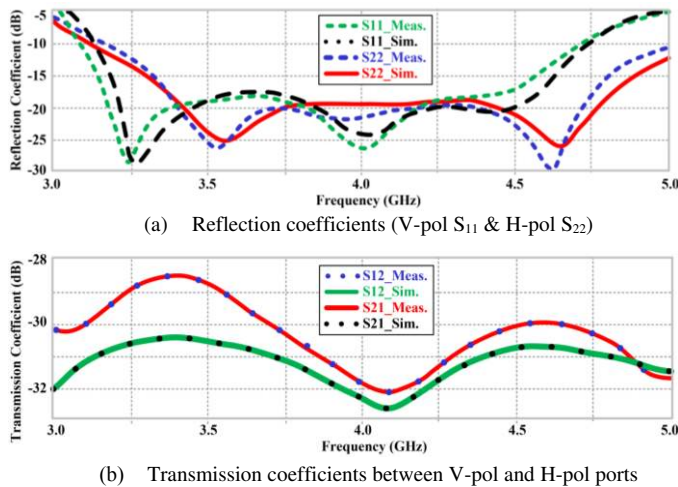 Reflection Coefficient (dB)
-5
-10
-15
-20
-25
-30
S11_Meas.
S11_Sim.
S22_Meas.
S22_Sim.
3.0
3.5
4.0
4.5
5.0
Frequency (GHz)
(a) Reflection coefficients (V-pol S11 & H-pol S22)
Transmission Coefficient (dB)
-28
-30
-32
S12_Meas.
S12_Sim.
S21_Meas.
S21_Sim.
3.0
3.5
4.0
4.5
5.0
Frequency (GHz)
(b) Transmission coefficients between V-pol and H-pol ports